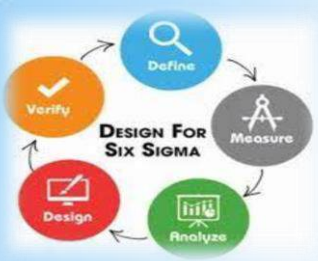 Define
Measure
Analyze
Design
Verify
DESIGN FOR
SIX SIGMA